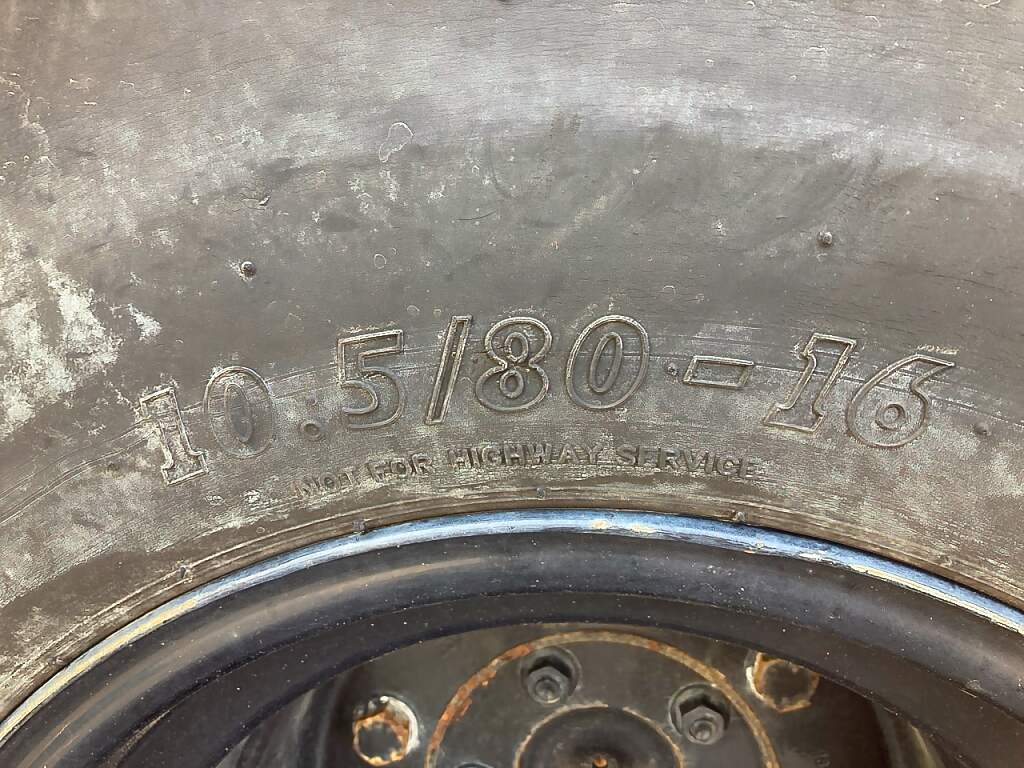 10.5/80-16
NOT FOR HIGHWAY SERVICE